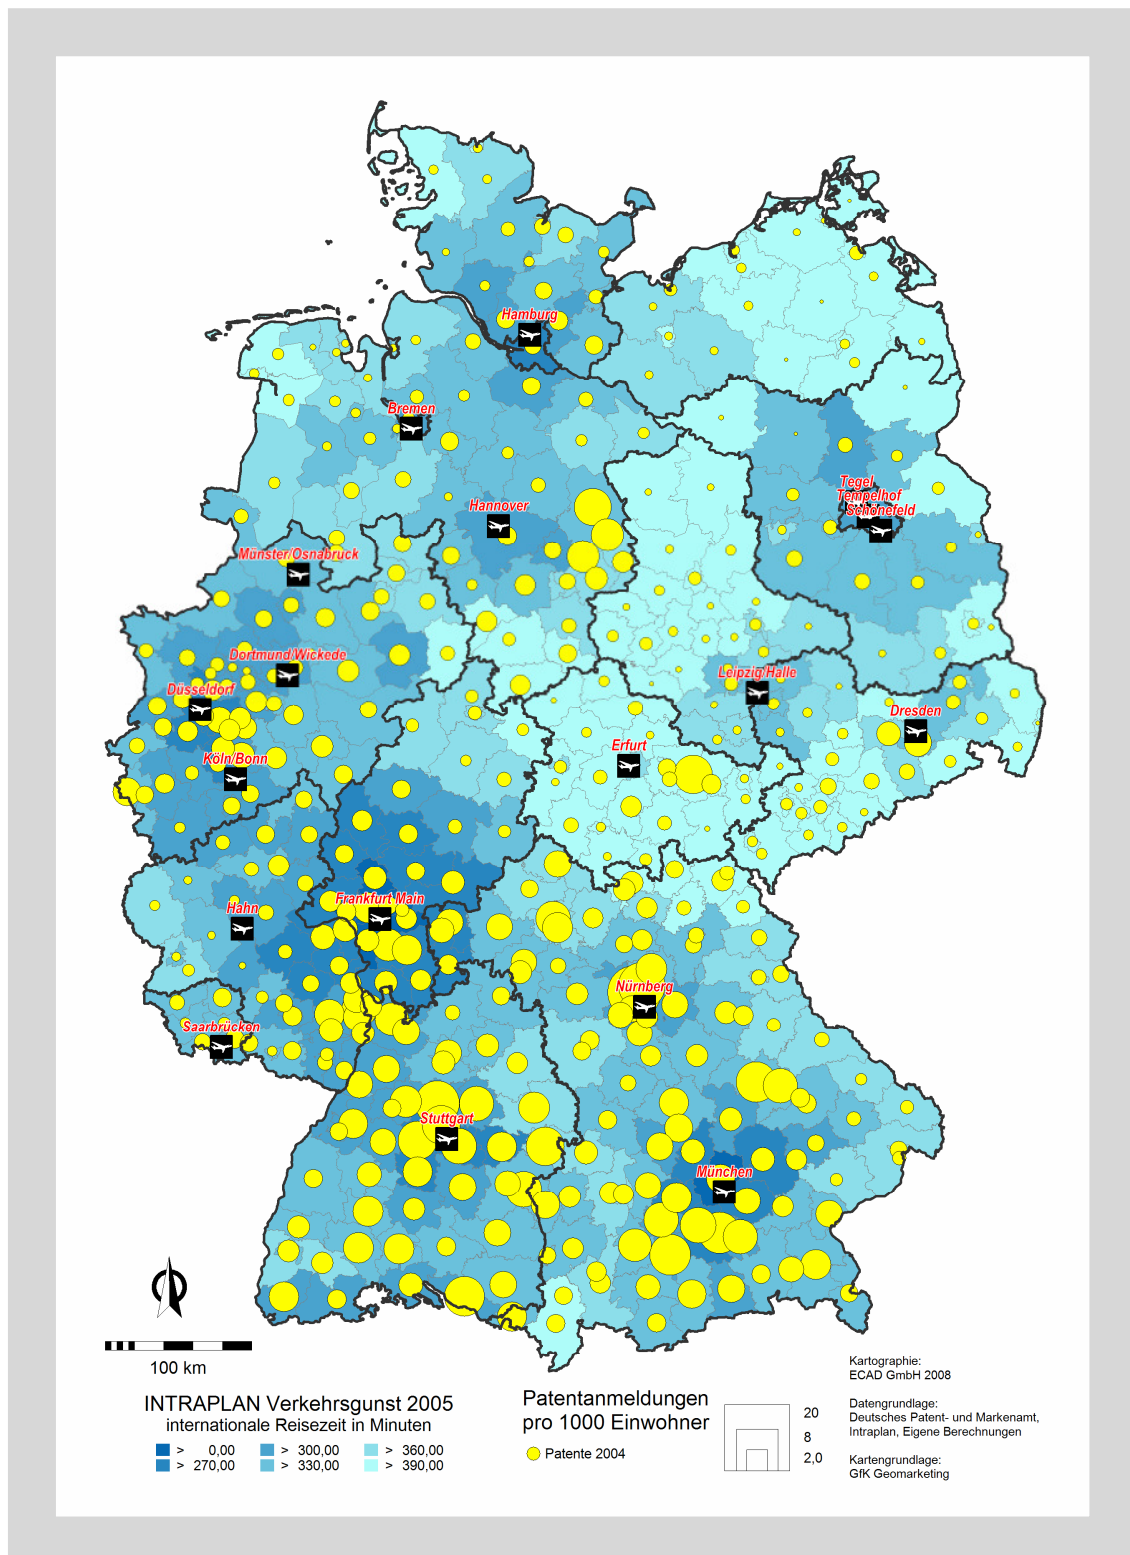 Hamburg
Bremen
Hannover
Tegel
Tempelhof
Schönefeld
Münster/Osnabruck
Dortmund/Wickede
Düsseldorf
Leipzig/Halle
Dresden
Erfurt
Köln/Bonn
Frankfurt Main
Hahn
Nürnberg
Saarbrücken
Stuttgart
München
100 km
INTRAPLAN Verkehrsgunst 2005
internationale Reisezeit in Minuten
> 0,00 > 300,00 > 360,00
> 270,00 > 330,00 > 390,00
Patentanmeldungen
pro 1000 Einwohner
Patente 2004
20
8
2,0
Kartographie:
ECAD GmbH 2008
Datengrundlage:
Deutsches Patent- und Markenamt,
Intraplan, Eigene Berechnungen
Kartengrundlage:
GfK Geomarketing